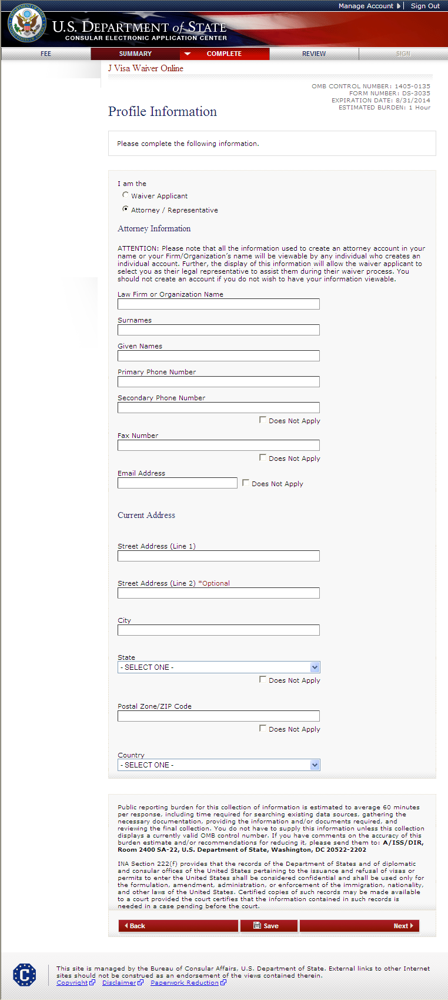 Manage Account | Sign Out
U.S. DEPARTMENT of STATE
CONSULAR ELECTRONIC APPLICATION CENTER
FEE SUMMARY COMPLETE REVIEW SIGN
J Visa Waiver Online
OMB CONTROL NUMBER: 1405-0135
FORM NUMBER: DS-3035
EXPIRATION DATE: 8/31/2014
ESTIMATED BURDEN: 1 Hour
Profile Information
Please complete the following information.
I am the
Waiver Applicant
Attorney / Representative
Attorney Information
ATTENTION: Please note that all the information used to create an attorney account in your
name or your Firm/Organization's name will be viewable by any individual who creates an
individual account. Further, the display of this information will allow the waiver applicant to
select you as their legal representative to assist them during their waiver process. You
should not create an account if you do not wish to have your information viewable.
Law Firm or Organization Name
Surnames
Given Names
Primary Phone Number
Secondary Phone Number
Does Not Apply
Fax Number
Does Not Apply
Email Address
Does Not Apply
Current Address
Street Address (Line 1)
Street Address (Line 2) *Optional
City
State
- SELECT ONE -
Does Not Apply
Postal Zone/ZIP Code
Does Not Apply
Country
- SELECT ONE -
Public reporting burden for this collection of information is estimated to average 60 minutes
per response, including time required for searching existing data sources, gathering the
necessary documentation, providing the information and/or documents required, and
reviewing the final collection. You do not have to supply this information unless this collection
displays a currently valid OMB control number. If you have comments on the accuracy of this
burden estimate and/or recommendations for reducing it, please send them to: A/ISS/DIR,
Room 2400 SA-22, U.S. Department of State, Washington, DC 20522-2202
INA Section 222(f) provides that the records of the Department of State and of diplomatic
and consular offices of the United States pertaining to the issuance and refusal of visas or
permits to enter the United States shall be considered confidential and shall be used only for
the formulation, amendment, administration, or enforcement of the immigration, nationality,
and other laws of the United States. Certified copies of such records may be made available
to a court provided the court certifies that the information contained in such records is
needed in a case pending before the court.
Back Save Next
C
This site is managed by the Bureau of Consular Affairs, U.S. Department of State. External links to other Internet
sites should not be construed as an endorsement of the views contained therein.
Copyright Disclaimer Paperwork Reduction